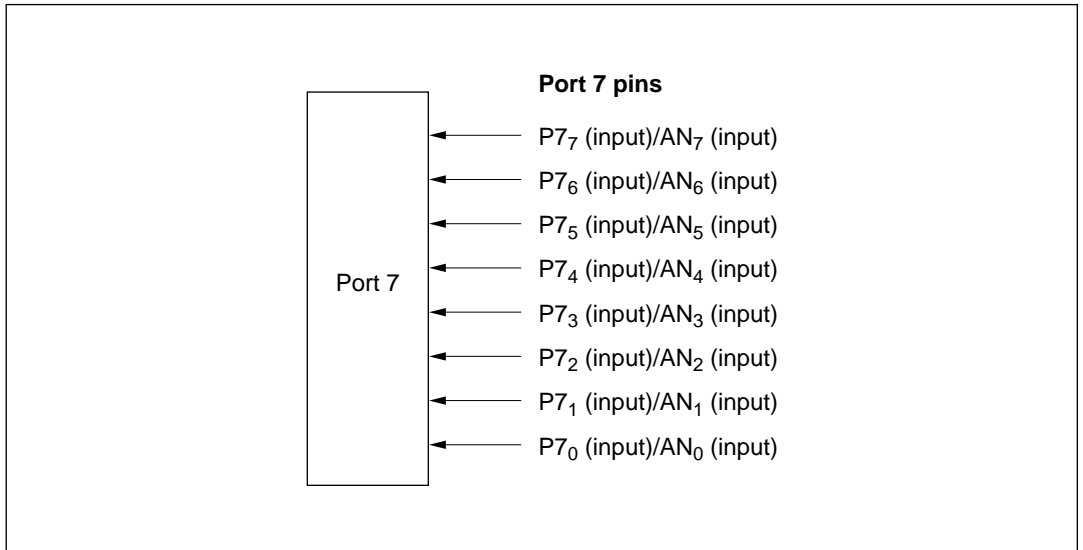 Port 7 pins
P7₇ (input)/AN₇ (input)
P7₆ (input)/AN₆ (input)
P7₅ (input)/AN₅ (input)
P7₄ (input)/AN₄ (input)
Port 7
P7₃ (input)/AN₃ (input)
P7₂ (input)/AN₂ (input)
P7₁ (input)/AN₁ (input)
P7₀ (input)/AN₀ (input)